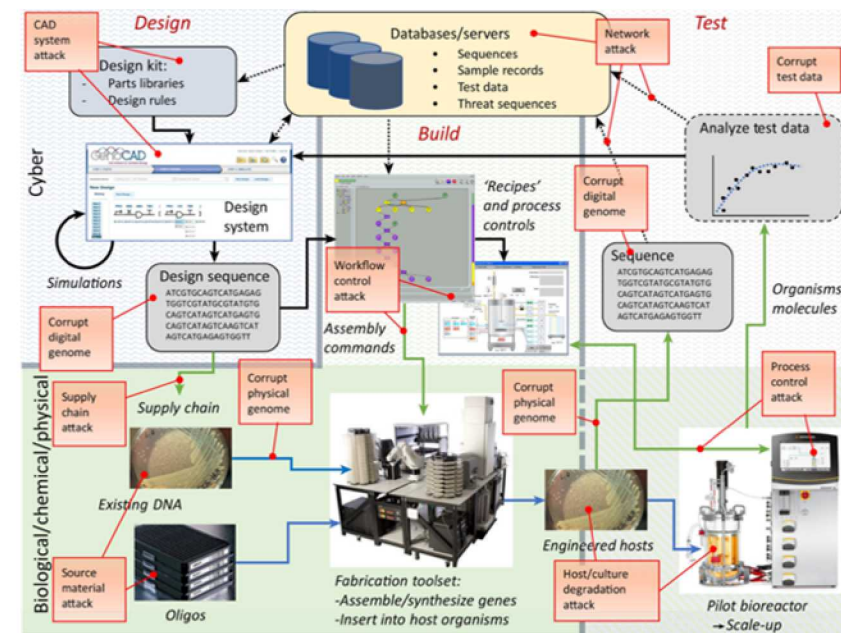 Design
Test
CAD
system
attack
Design kit:
- Parts libraries
- Design rules
Databases/servers
• Sequences
• Sample records
• Test data
• Threat sequences
Network
attack
Corrupt
test data
Build
Analyze test data
Cyber
Design
system
'Recipes'
and process
controls
Corrupt
digital
genome
Simulations
Design sequence
ATCGTGCAGTCATGAGAG
TGGTCGTATGCGTATGTG
CAGTCATAGTCATGAGTG
CAGTCATAGTCAAGTCAT
AGTCATGAGAGTGGTT
Workflow
control
attack
Sequence
ATCGTGCAGTCATGAGAG
TGGTCGTATGCGTATGTG
CAGTCATAGTCATGAGTG
CAGTCATAGTCAAGTCAT
AGTCATGAGAGTGGTT
Organisms
molecules
Corrupt
digital
genome
Assembly
commands
Biological/chemical/physical
Supply
chain
attack
Supply chain
Corrupt
physical
genome
Corrupt
physical
genome
Process
control
attack
Existing DNA
Source
material
attack
Oligos
Fabrication toolset:
-Assemble/synthesize genes
-Insert into host organisms
Engineered hosts
Host/culture
degradation
attack
Pilot bioreactor
→ Scale-up